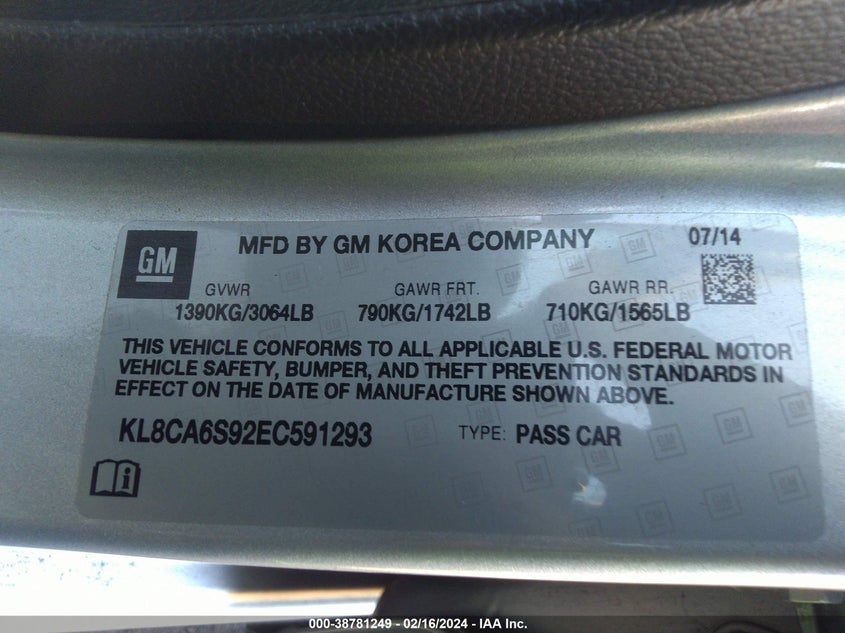 GM MFD BY GM KOREA COMPANY 07/14
GVWR GAWR FRT. GAWR RR.
1390KG/3064LB 790KG/1742LB 710KG/1565LB
THIS VEHICLE CONFORMS TO ALL APPLICABLE U.S. FEDERAL MOTOR
VEHICLE SAFETY, BUMPER, AND THEFT PREVENTION STANDARDS IN
EFFECT ON THE DATE OF MANUFACTURE SHOWN ABOVE.
KL8CA6S92EC591293 TYPE: PASS CAR
000-38781249 - 02/16/2024 - IAA Inc.